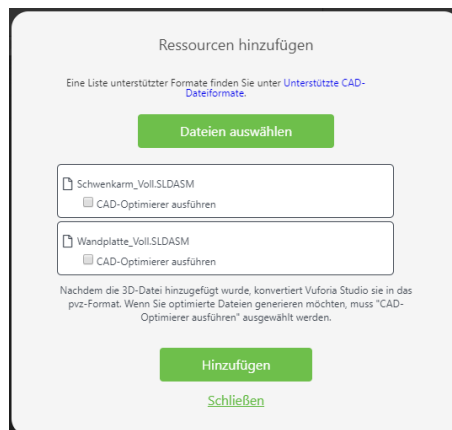 Ressourcen hinzufügen
Eine Liste unterstützter Formate finden Sie unter Unterstützte CAD-
Dateiformate.
Dateien auswählen
Schwenkarm_Voll.SLDASM
CAD-Optimierer ausführen
Wandplatte_Voll.SLDASM
CAD-Optimierer ausführen
Nachdem die 3D-Datei hinzugefügt wurde, konvertiert Vuforia Studio sie in das
pvz-Format. Wenn Sie optimierte Dateien generieren möchten, muss "CAD-
Optimierer ausführen" ausgewählt werden.
Hinzufügen
Schließen